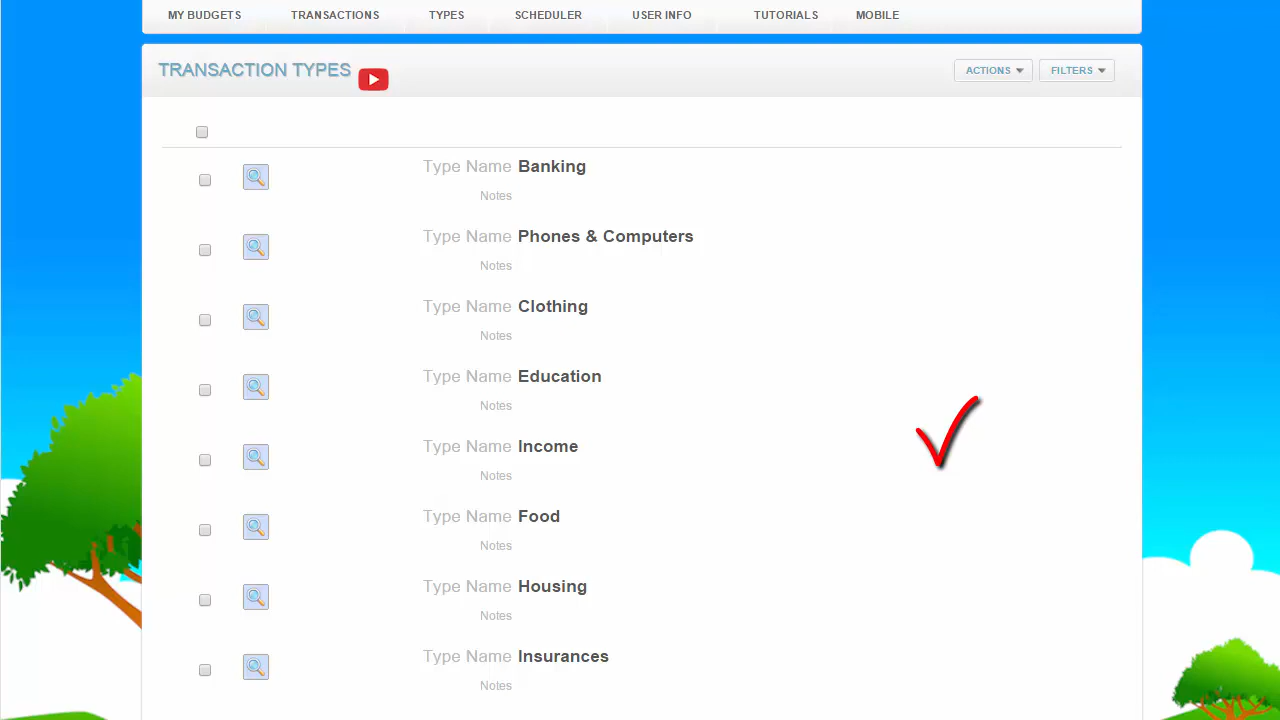 MY BUDGETS TRANSACTIONS TYPES SCHEDULER USER INFO TUTORIALS MOBILE
TRANSACTION TYPES ACTIONS FILTERS
Type Name Banking
Notes
Type Name Phones & Computers
Notes
Type Name Clothing
Notes
Type Name Education
Notes
Type Name Income
Notes
Type Name Food
Notes
Type Name Housing
Notes
Type Name Insurances
Notes